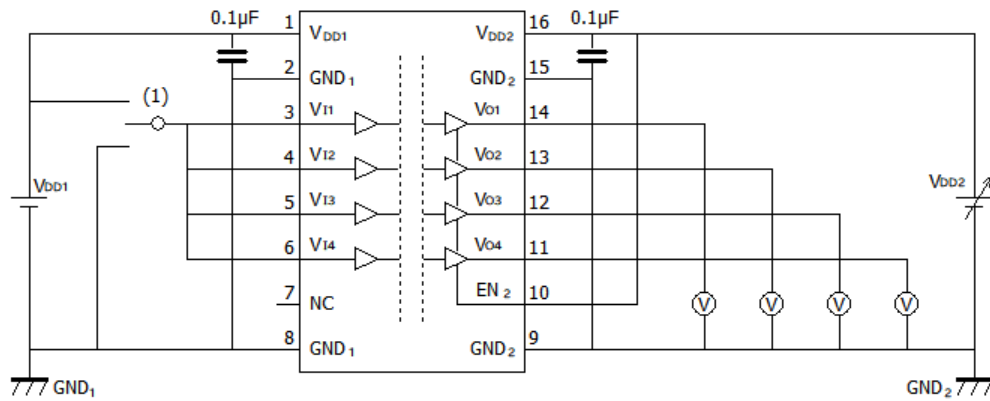 0.1µF 1 16 0.1µF
VDD1 VDD2
2 15
GND1 GND2
(1) 3 VI1 VO1 14
4 VI2 VO2 13
VDD1 VDD2
5 VI3 VO3 12
6 VI4 VO4 11
7 NC EN2 10
V V V V
8 9
GND1 GND2
GND1 GND2